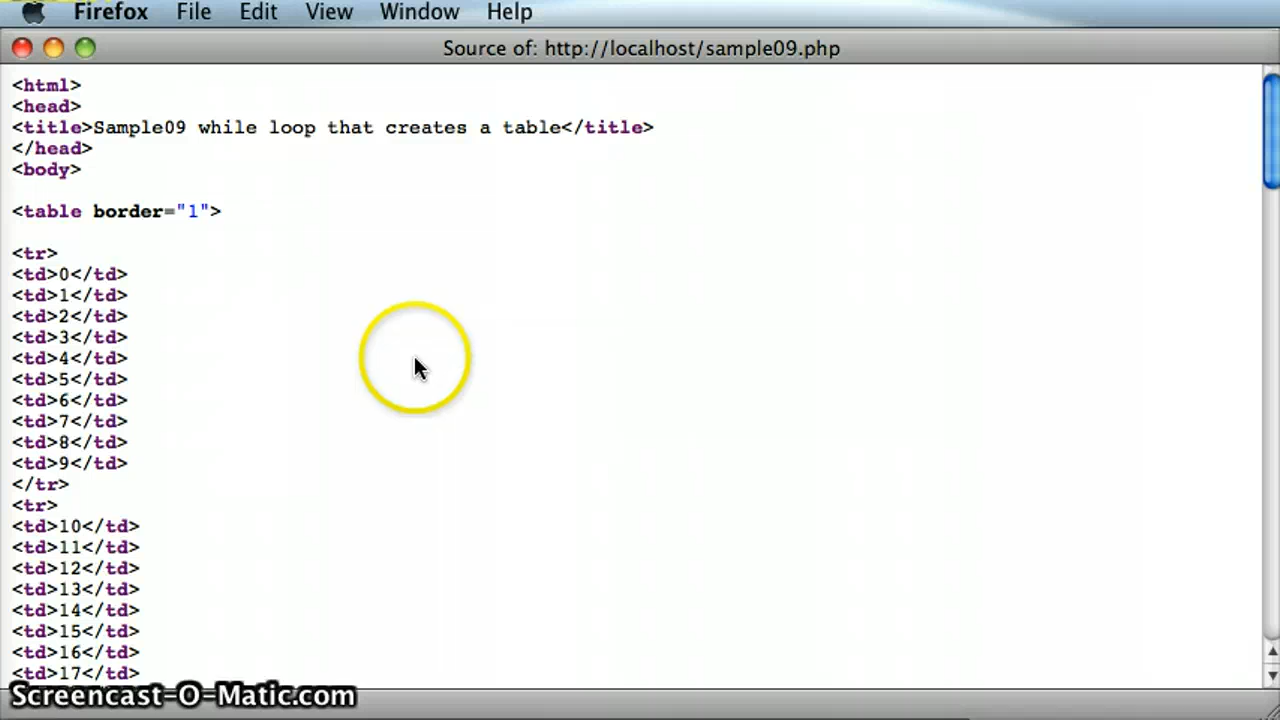 Firefox File Edit View Window Help
Source of: http://localhost/sample09.php
<html>
<head>
<title>Sample09 while loop that creates a table</title>
</head>
<body>
<table border="1">
<tr>
<td>0</td>
<td>1</td>
<td>2</td>
<td>3</td>
<td>4</td>
<td>5</td>
<td>6</td>
<td>7</td>
<td>8</td>
<td>9</td>
</tr>
<tr>
<td>10</td>
<td>11</td>
<td>12</td>
<td>13</td>
<td>14</td>
<td>15</td>
<td>16</td>
<td>17</td>
Screencast-O-Matic.com